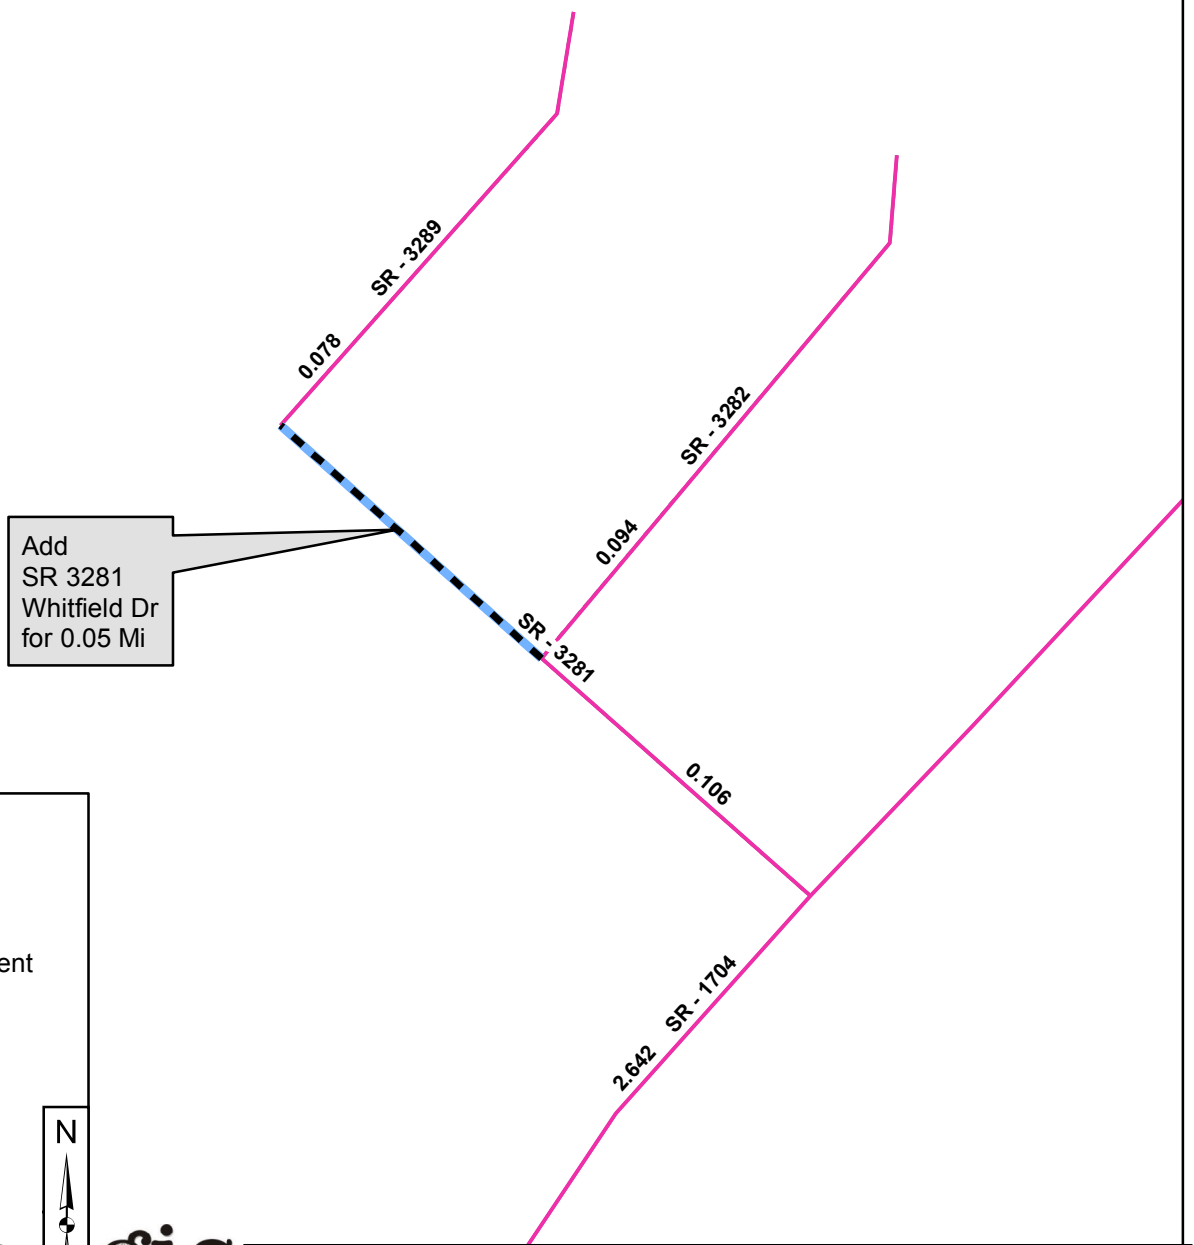 SR - 3289
0.078
SR - 3282
0.094
Add
SR 3281
Whitfield Dr
for 0.05 Mi
SR - 3281
0.106
ent
SR - 1704
2.642
N